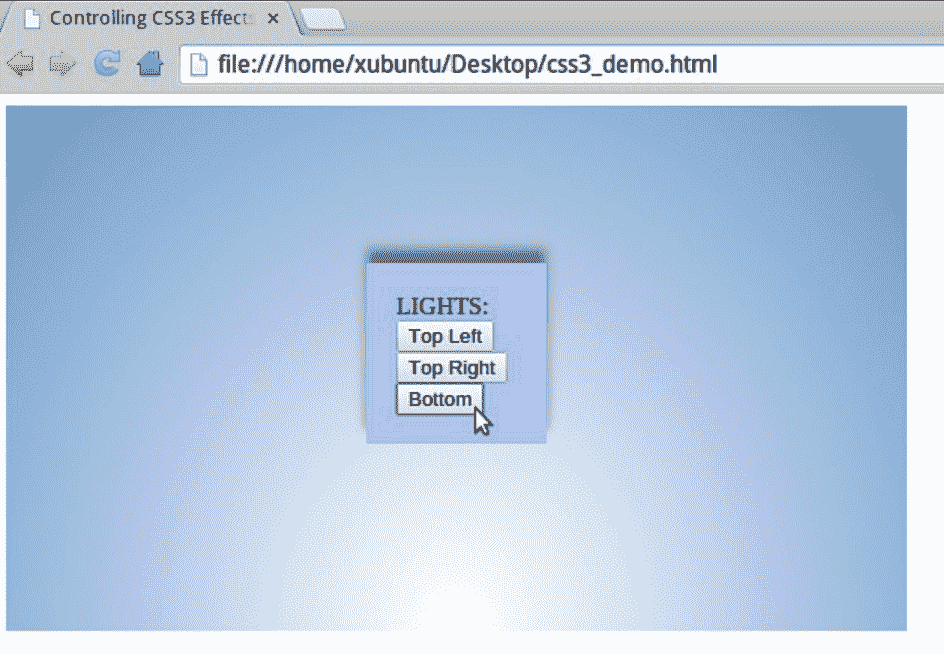 Controlling CSS3 Effect
file:///home/xubuntu/Desktop/css3_demo.html
LIGHTS:
Top Left
Top Right
Bottom